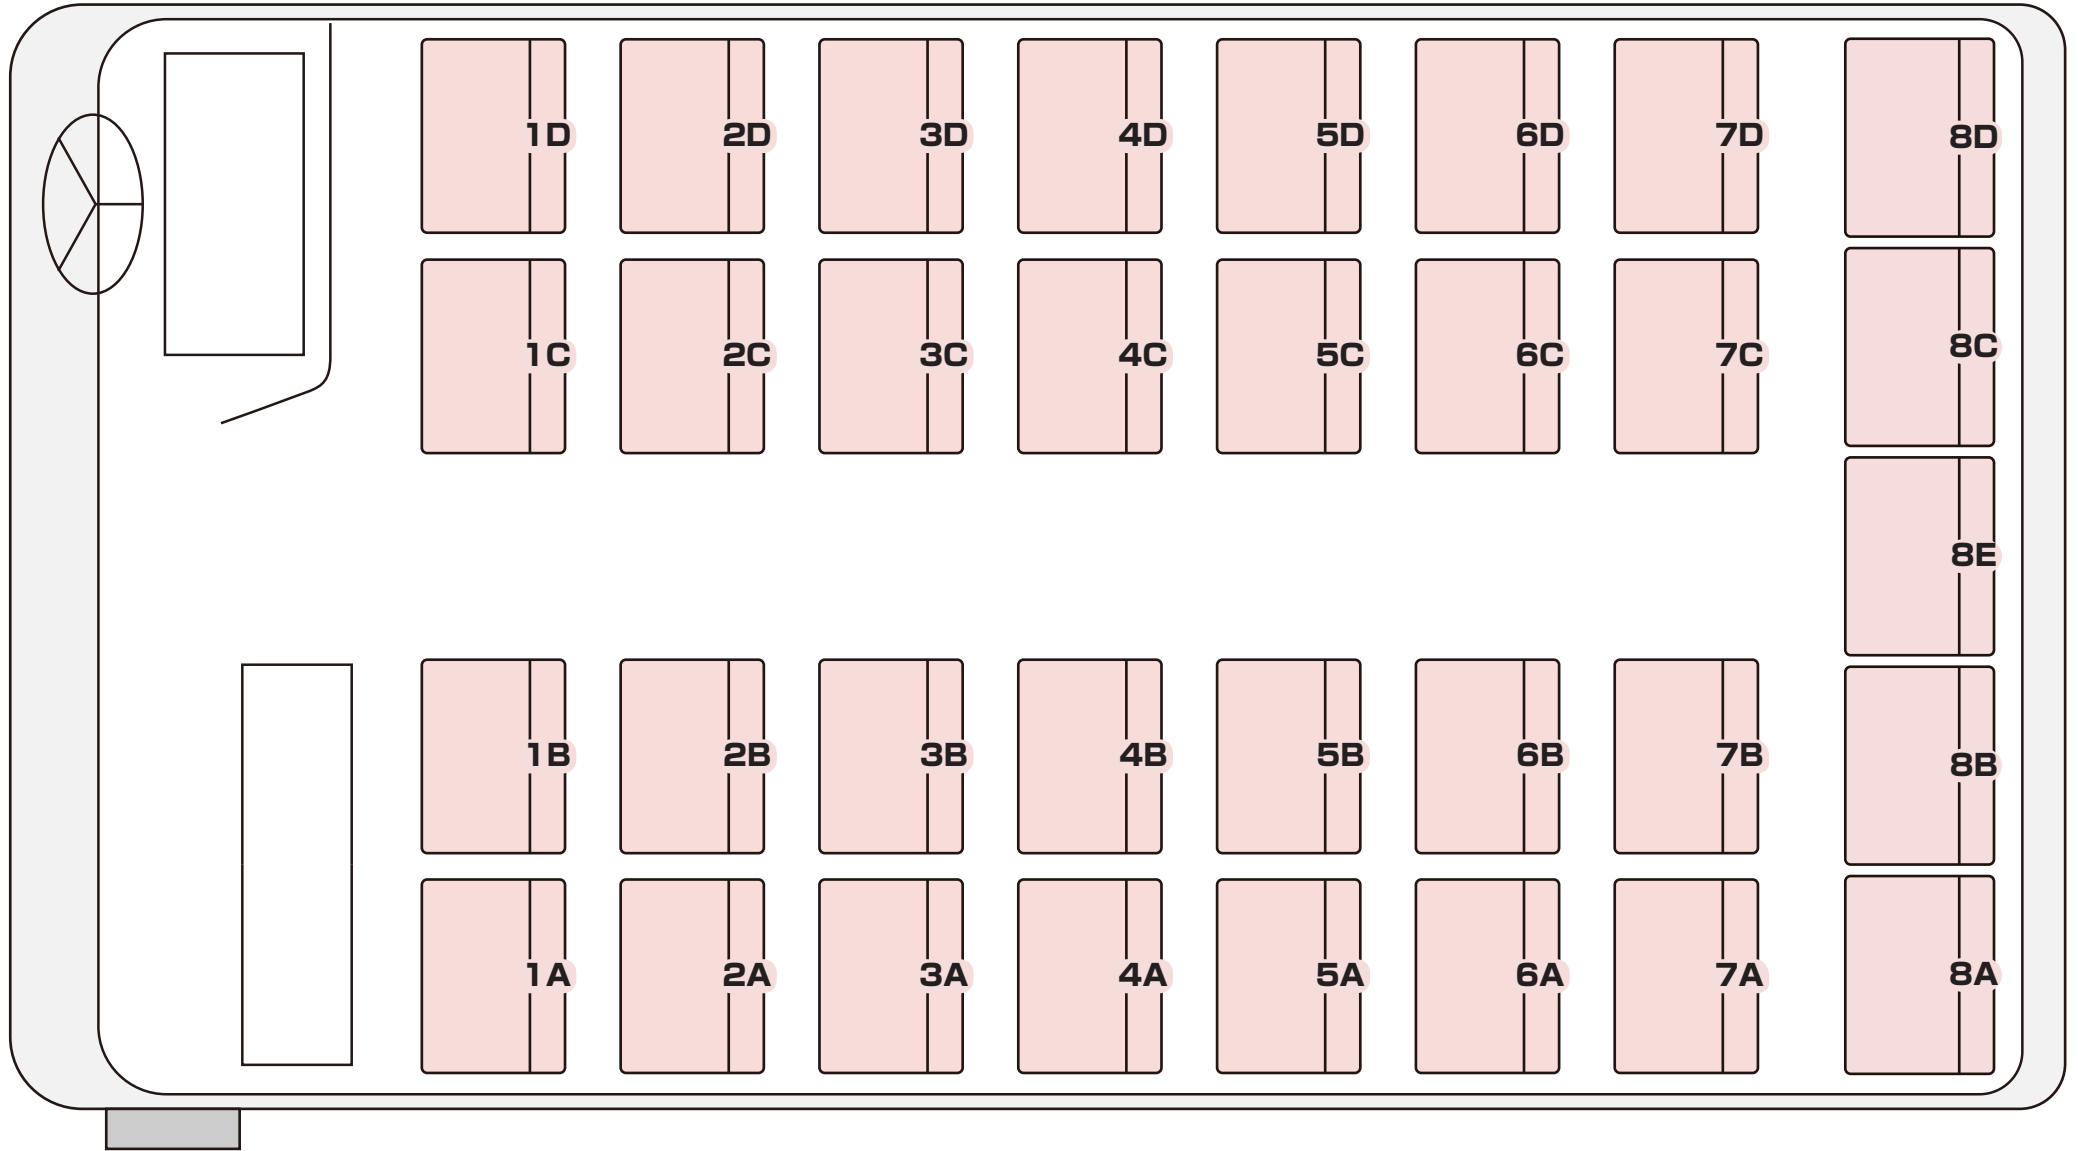 1D 2D 3D 4D 5D 6D 7D 8D
1C 2C 3C 4C 5C 6C 7C 8C
8E
1B 2B 3B 4B 5B 6B 7B 8B
1A 2A 3A 4A 5A 6A 7A 8A